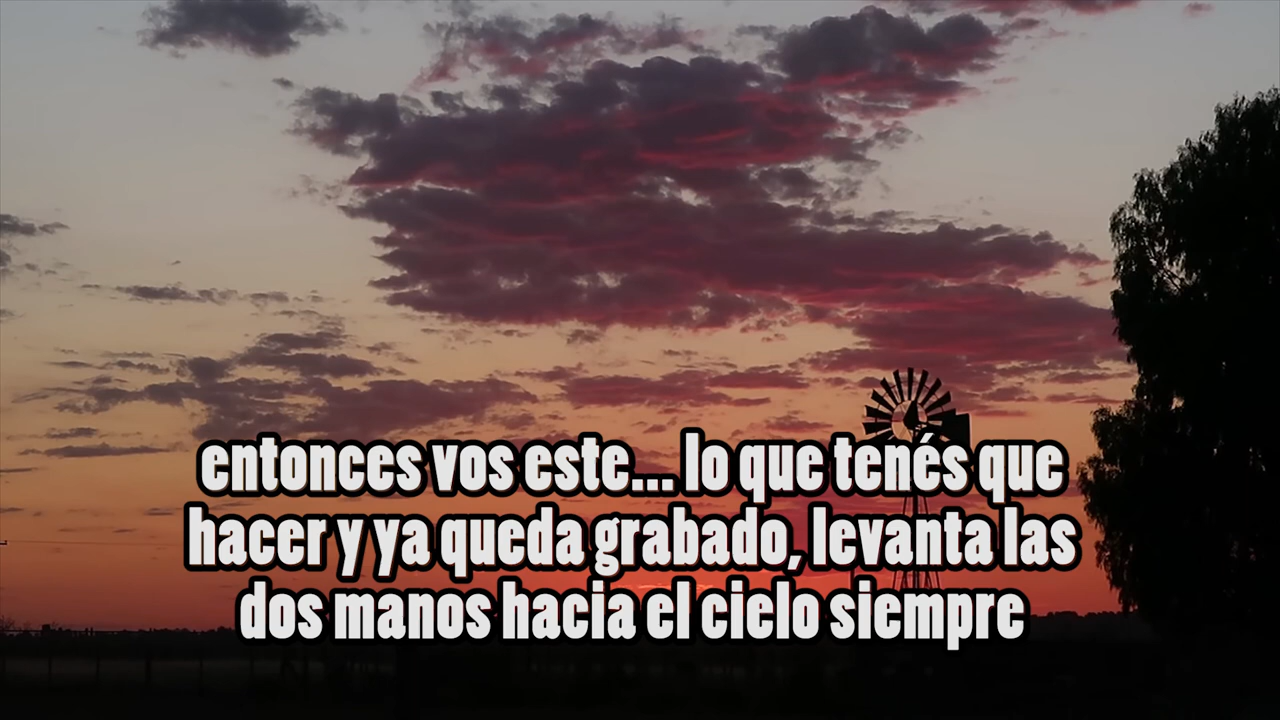 entonces vos este... lo que tenés que
hacer y ya queda grabado, levanta las
dos manos hacia el cielo siempre